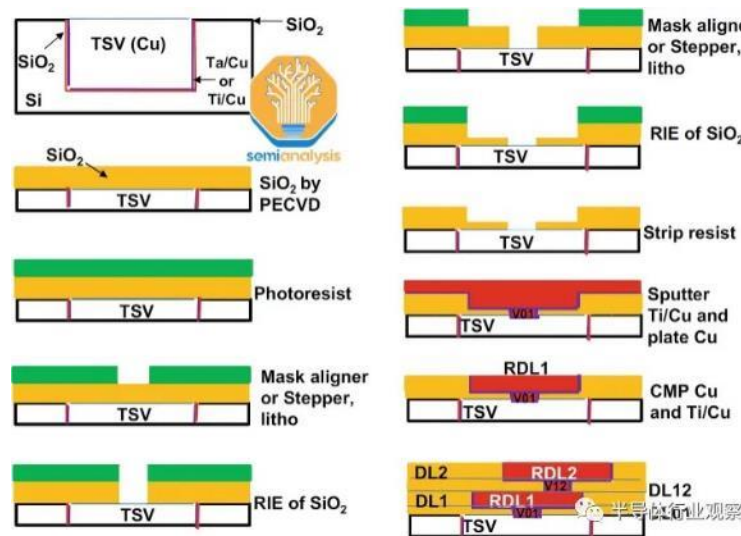 SiO₂
TSV (Cu)
SiO₂
Ta/Cu
or
Ti/Cu
Si
semianalysis
SiO₂
TSV
SiO₂ by
PECVD
Photoresist
TSV
Mask aligner
or Stepper,
litho
TSV
RIE of SiO₂
TSV
Mask aligner
or Stepper,
litho
TSV
RIE of SiO₂
TSV
Strip resist
TSV
Sputter
Ti/Cu and
plate Cu
V01
TSV
RDL1
CMP Cu
and Ti/Cu
V01
TSV
DL2
RDL2
V12
DL12
DL1
RDL1
V01
半导体行业观察
TSV